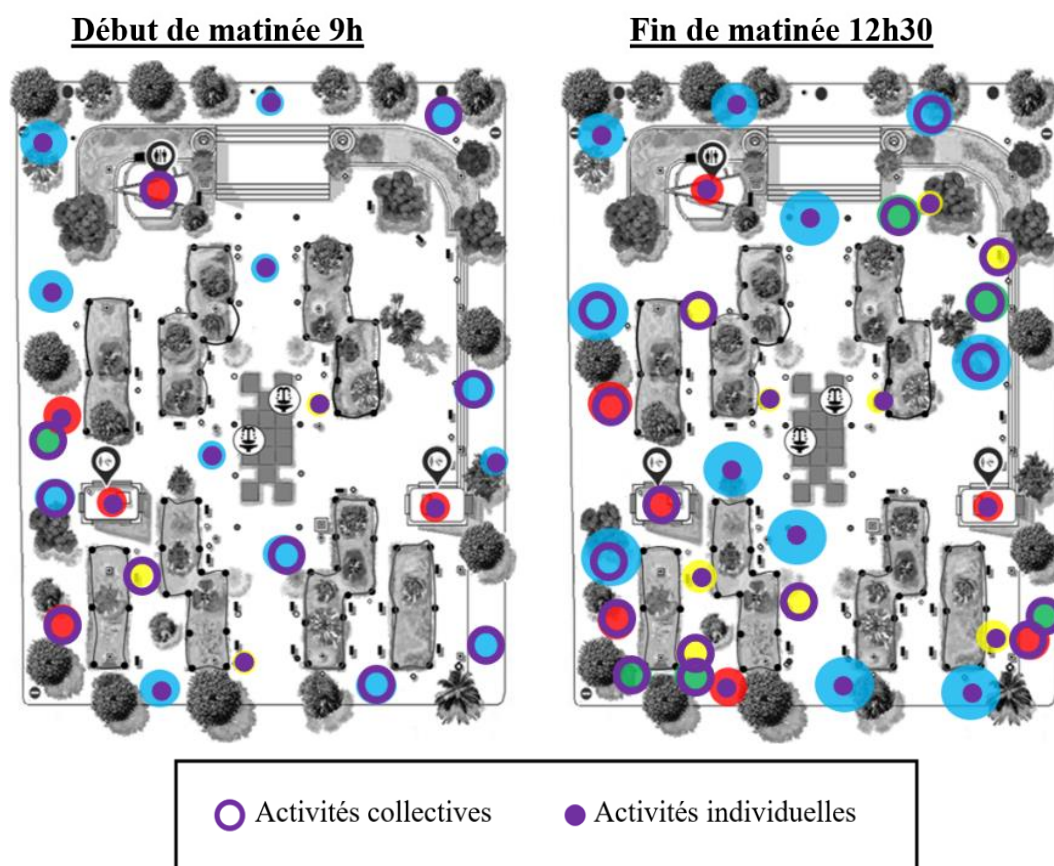 Début de matinée 9h
Fin de matinée 12h30
Activités collectives
Activités individuelles